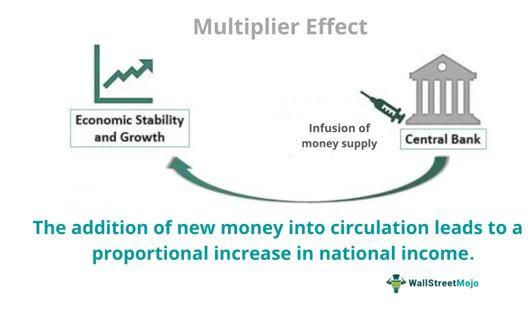 Multiplier Effect
Economic Stability
and Growth
Infusion of
money supply
Central Bank
The addition of new money into circulation leads to a
proportional increase in national income.
WallStreetMojo